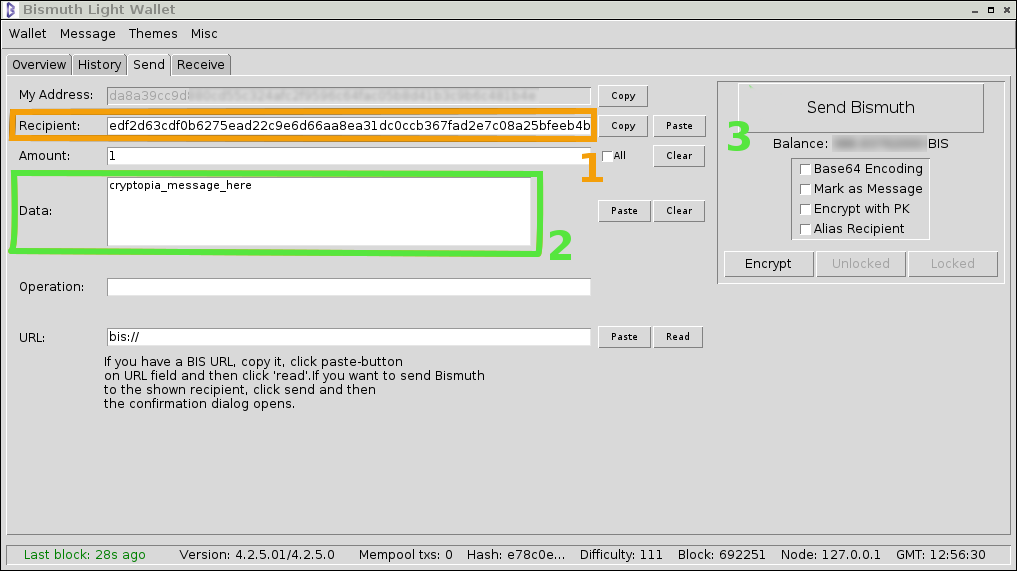 Bismuth Light Wallet
Wallet Message Themes Misc
Overview History Send Receive
My Address: da8a39cc9d Copy
Recipient: edf2d63cdf0b6275ead22c9e6d66aa8ea31dc0ccb367fad2e7c08a25bfeeb4b Copy Paste
Amount: 1 All Clear
1
Data: cryptopia_message_here Paste Clear
2
Operation:
URL: bis:// Paste Read
If you have a BIS URL, copy it, click paste-button
on URL field and then click 'read'.If you want to send Bismuth
to the shown recipient, click send and then
the confirmation dialog opens.
Send Bismuth
3
Balance: BIS
Base64 Encoding
Mark as Message
Encrypt with PK
Alias Recipient
Encrypt Unlocked Locked
Last block: 28s ago Version: 4.2.5.01/4.2.5.0 Mempool txs: 0 Hash: e78c0e... Difficulty: 111 Block: 692251 Node: 127.0.0.1 GMT: 12:56:30